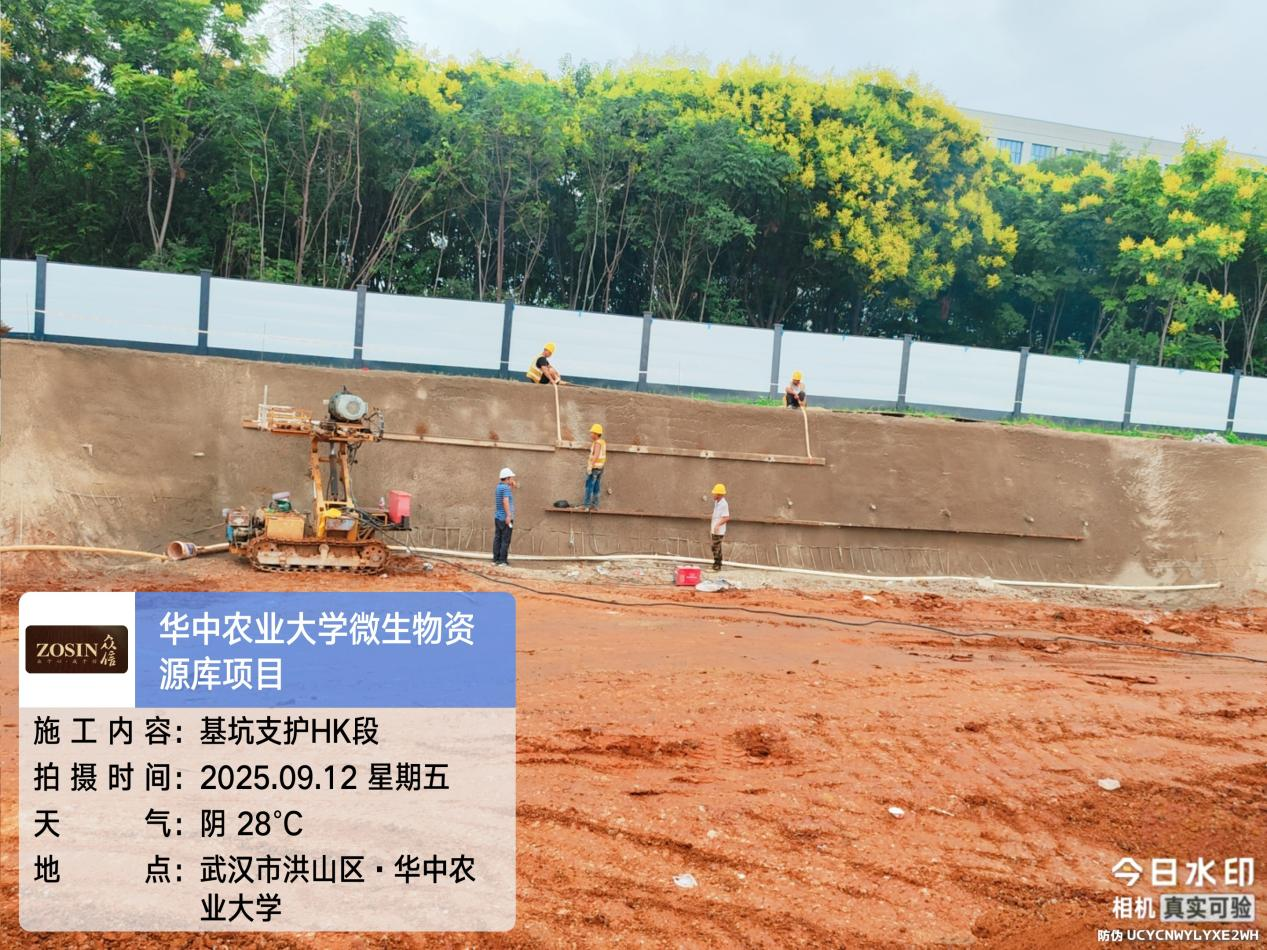 ZOSIN 众信
华中农业大学微生物资
源库项目
施工内容：基坑支护HK段
拍摄时间：2025.09.12 星期五
天气：阴 28℃
地点：武汉市洪山区·华中农
业大学
今日水印
相机 真实可验
防伪 UCYCNWYLYXE2WH